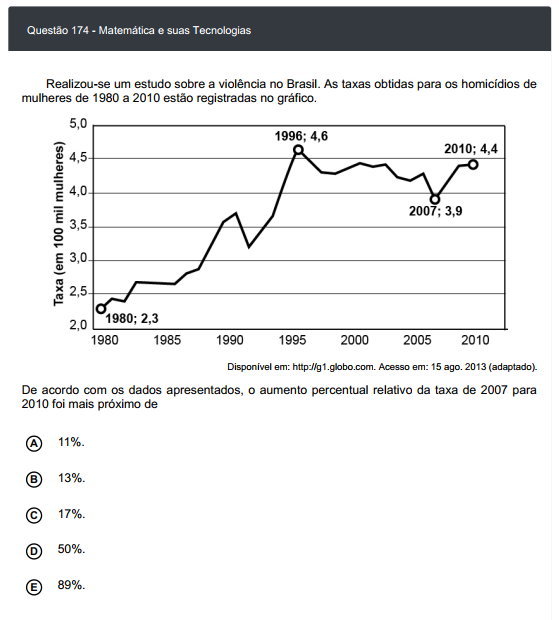 Questão 174 - Matemática e suas Tecnologias
Realizou-se um estudo sobre a violência no Brasil. As taxas obtidas para os homicídios de
mulheres de 1980 a 2010 estão registradas no gráfico.
Taxa (em 100 mil mulheres)
5,0
4,5
4,0
3,5
3,0
2,5
2,0
1996; 4,6
2010; 4,4
2007; 3,9
1980; 2,3
1980 1985 1990 1995 2000 2005 2010
Disponível em: http://g1.globo.com. Acesso em: 15 ago. 2013 (adaptado).
De acordo com os dados apresentados, o aumento percentual relativo da taxa de 2007 para
2010 foi mais próximo de
A 11%.
B 13%.
C 17%.
D 50%.
E 89%.